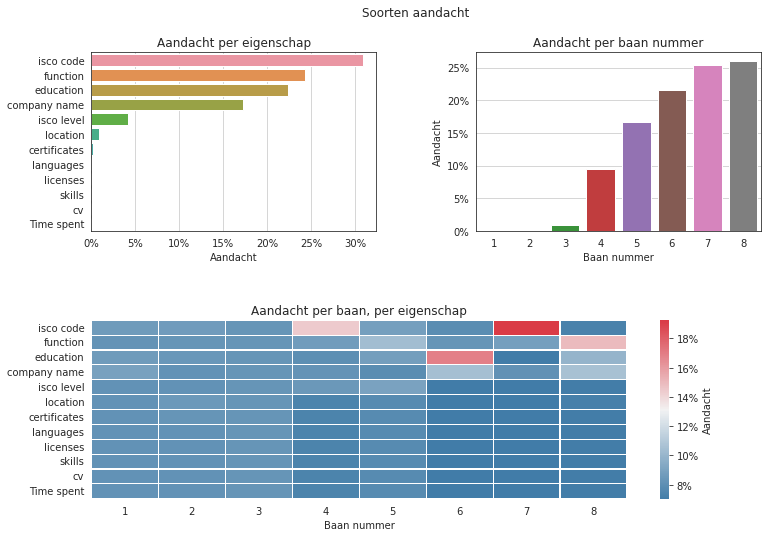 Soorten aandacht
Aandacht per eigenschap
isco code
function
education
company name
isco level
location
certificates
languages
licenses
skills
cv
Time spent
0% 5% 10% 15% 20% 25% 30%
Aandacht
Aandacht per baan nummer
25%
20%
15%
10%
5%
0%
Aandacht
1 2 3 4 5 6 7 8
Baan nummer
Aandacht per baan, per eigenschap
isco code
function
education
company name
isco level
location
certificates
languages
licenses
skills
cv
Time spent
1 2 3 4 5 6 7 8
Baan nummer
18%
16%
14%
12%
10%
8%
Aandacht